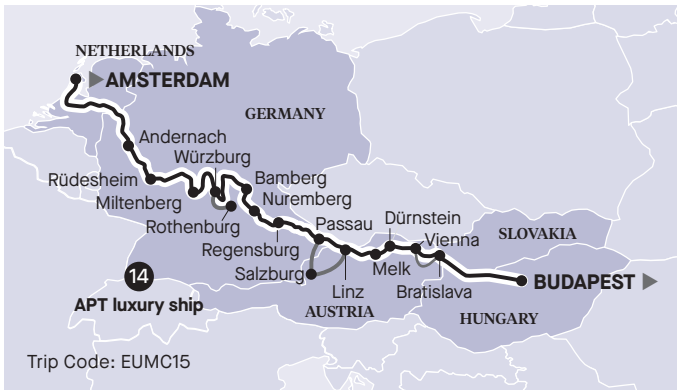 NETHERLANDS
AMSTERDAM
GERMANY
Andernach
Würzburg
Rüdesheim
Bamberg
Miltenberg
Nuremberg
Rothenburg
Passau
Dürnstein
Regensburg
Vienna
SLOVAKIA
Salzburg
Melk
14
Linz
Bratislava
BUDAPEST
APT luxury ship
AUSTRIA
HUNGARY
Trip Code: EUMC15